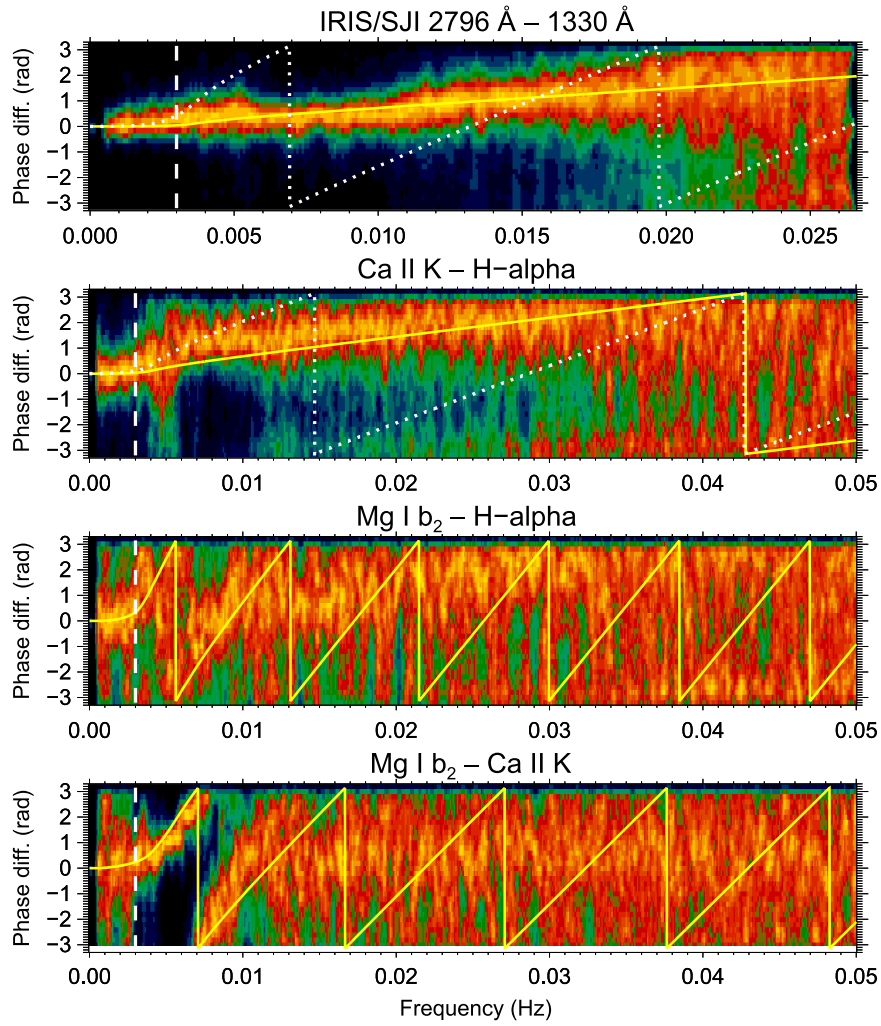 IRIS/SJI 2796 Å – 1330 Å
3
2
1
0
−1
−2
−3
Phase diff. (rad)
0.000 0.005 0.010 0.015 0.020 0.025
Ca II K – H−alpha
3
2
1
0
−1
−2
−3
Phase diff. (rad)
0.00 0.01 0.02 0.03 0.04 0.05
Mg I b2 – H−alpha
3
2
1
0
−1
−2
−3
Phase diff. (rad)
0.00 0.01 0.02 0.03 0.04 0.05
Mg I b2 – Ca II K
3
2
1
0
−1
−2
−3
Phase diff. (rad)
0.00 0.01 0.02 0.03 0.04 0.05
Frequency (Hz)